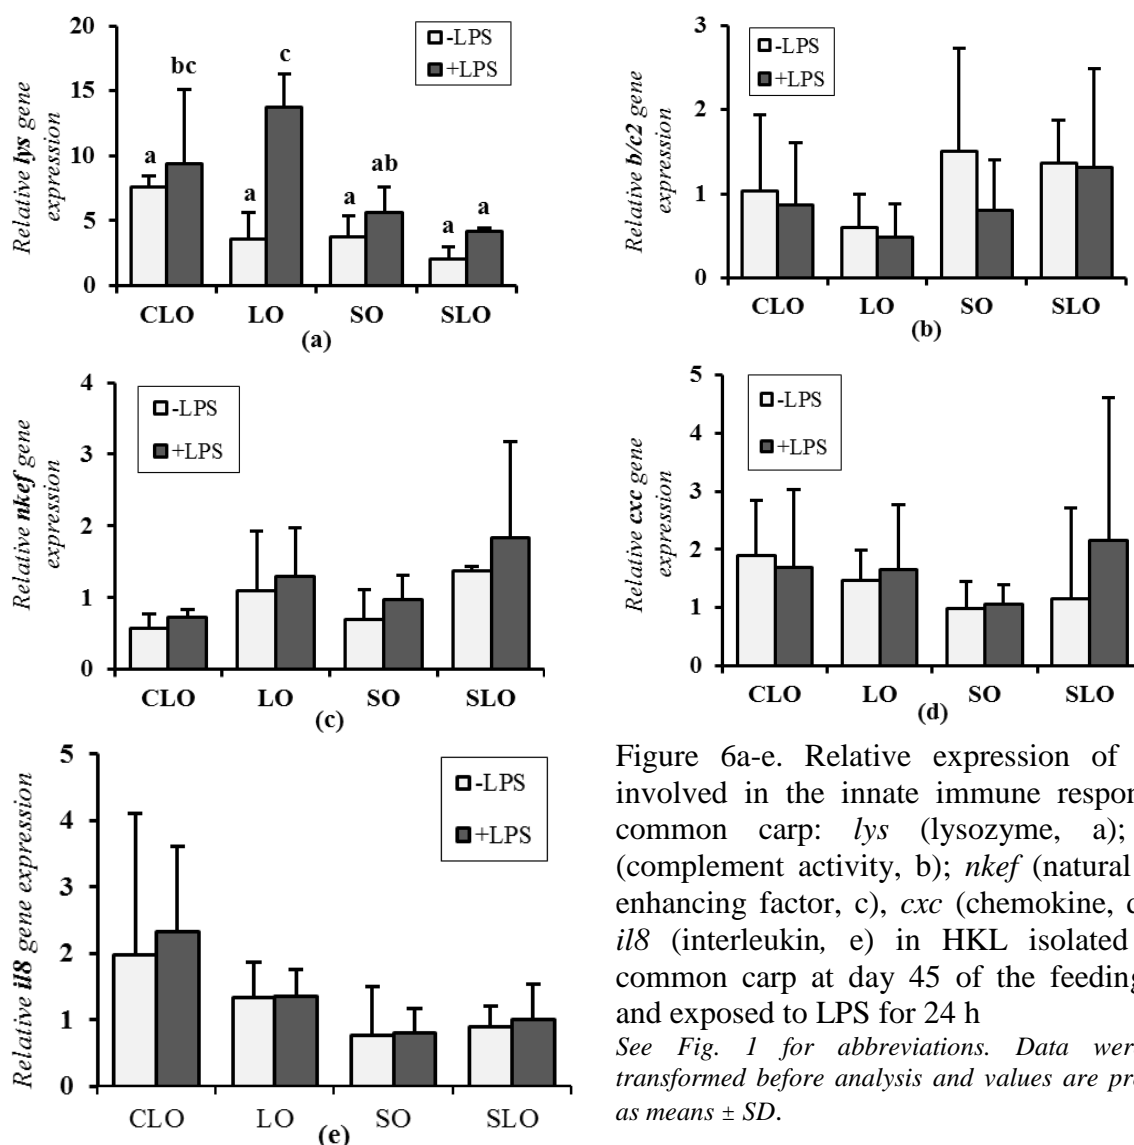 20
15
10
5
0
Relative lys gene
expression
-LPS
+LPS
a
bc
a
c
a
ab
a
a
CLO LO SO SLO
(a)
3
2
1
0
Relative b/c2 gene
expression
-LPS
+LPS
CLO LO SO SLO
(b)
4
3
2
1
0
Relative nkef gene
expression
-LPS
+LPS
CLO LO SO SLO
(c)
5
4
3
2
1
0
Relative cxc gene
expression
-LPS
+LPS
CLO LO SO SLO
(d)
5
4
3
2
1
0
Relative il8 gene expression
-LPS
+LPS
CLO LO SO SLO
(e)
Figure 6a-e. Relative expression of
involved in the innate immune respon
common carp: lys (lysozyme, a);
(complement activity, b); nkef (natural
enhancing factor, c), cxc (chemokine,
il8 (interleukin, e) in HKL isolated
common carp at day 45 of the feeding
and exposed to LPS for 24 h
See Fig. 1 for abbreviations. Data wer
transformed before analysis and values are pr
as means ± SD.